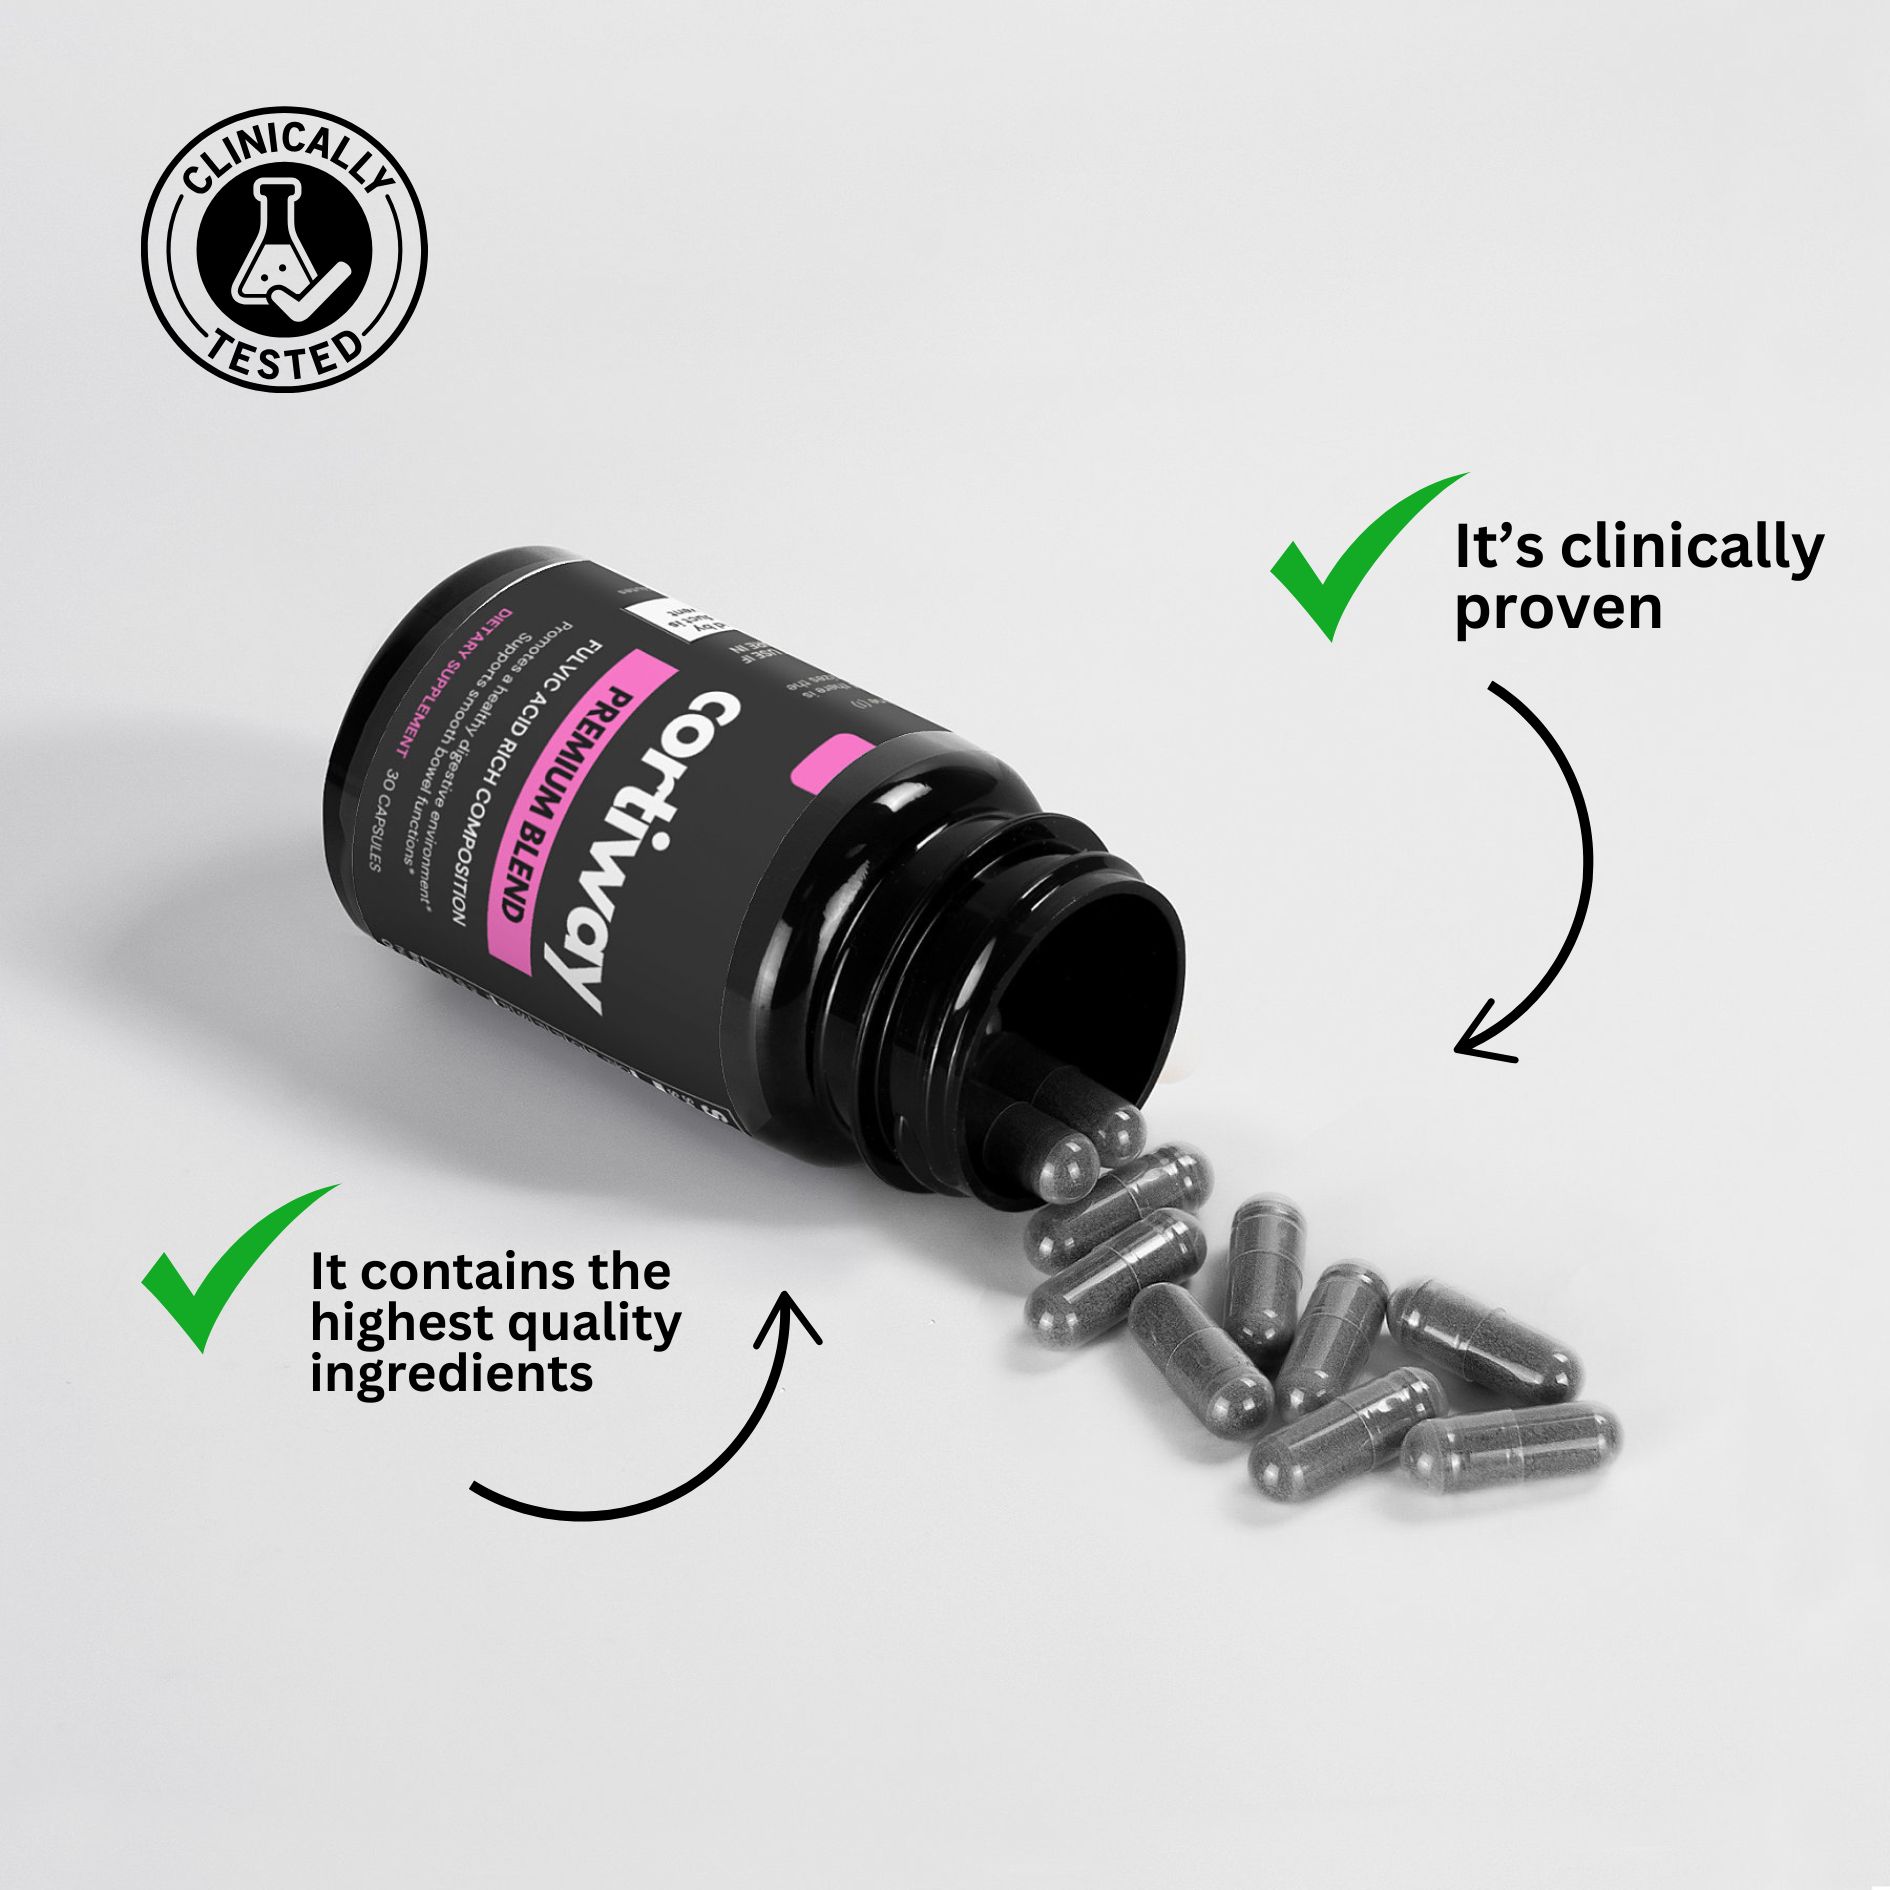 CLINICALLY
TESTED
It's clinically
proven
cortiway
PREMIUM BLEND
FULVIC ACID RICH COMPOSITION
Promotes a healthy digestive environment*
Supports smooth bowel functions*
DIETARY SUPPLEMENT 30 CAPSULES
It contains the
highest quality
ingredients